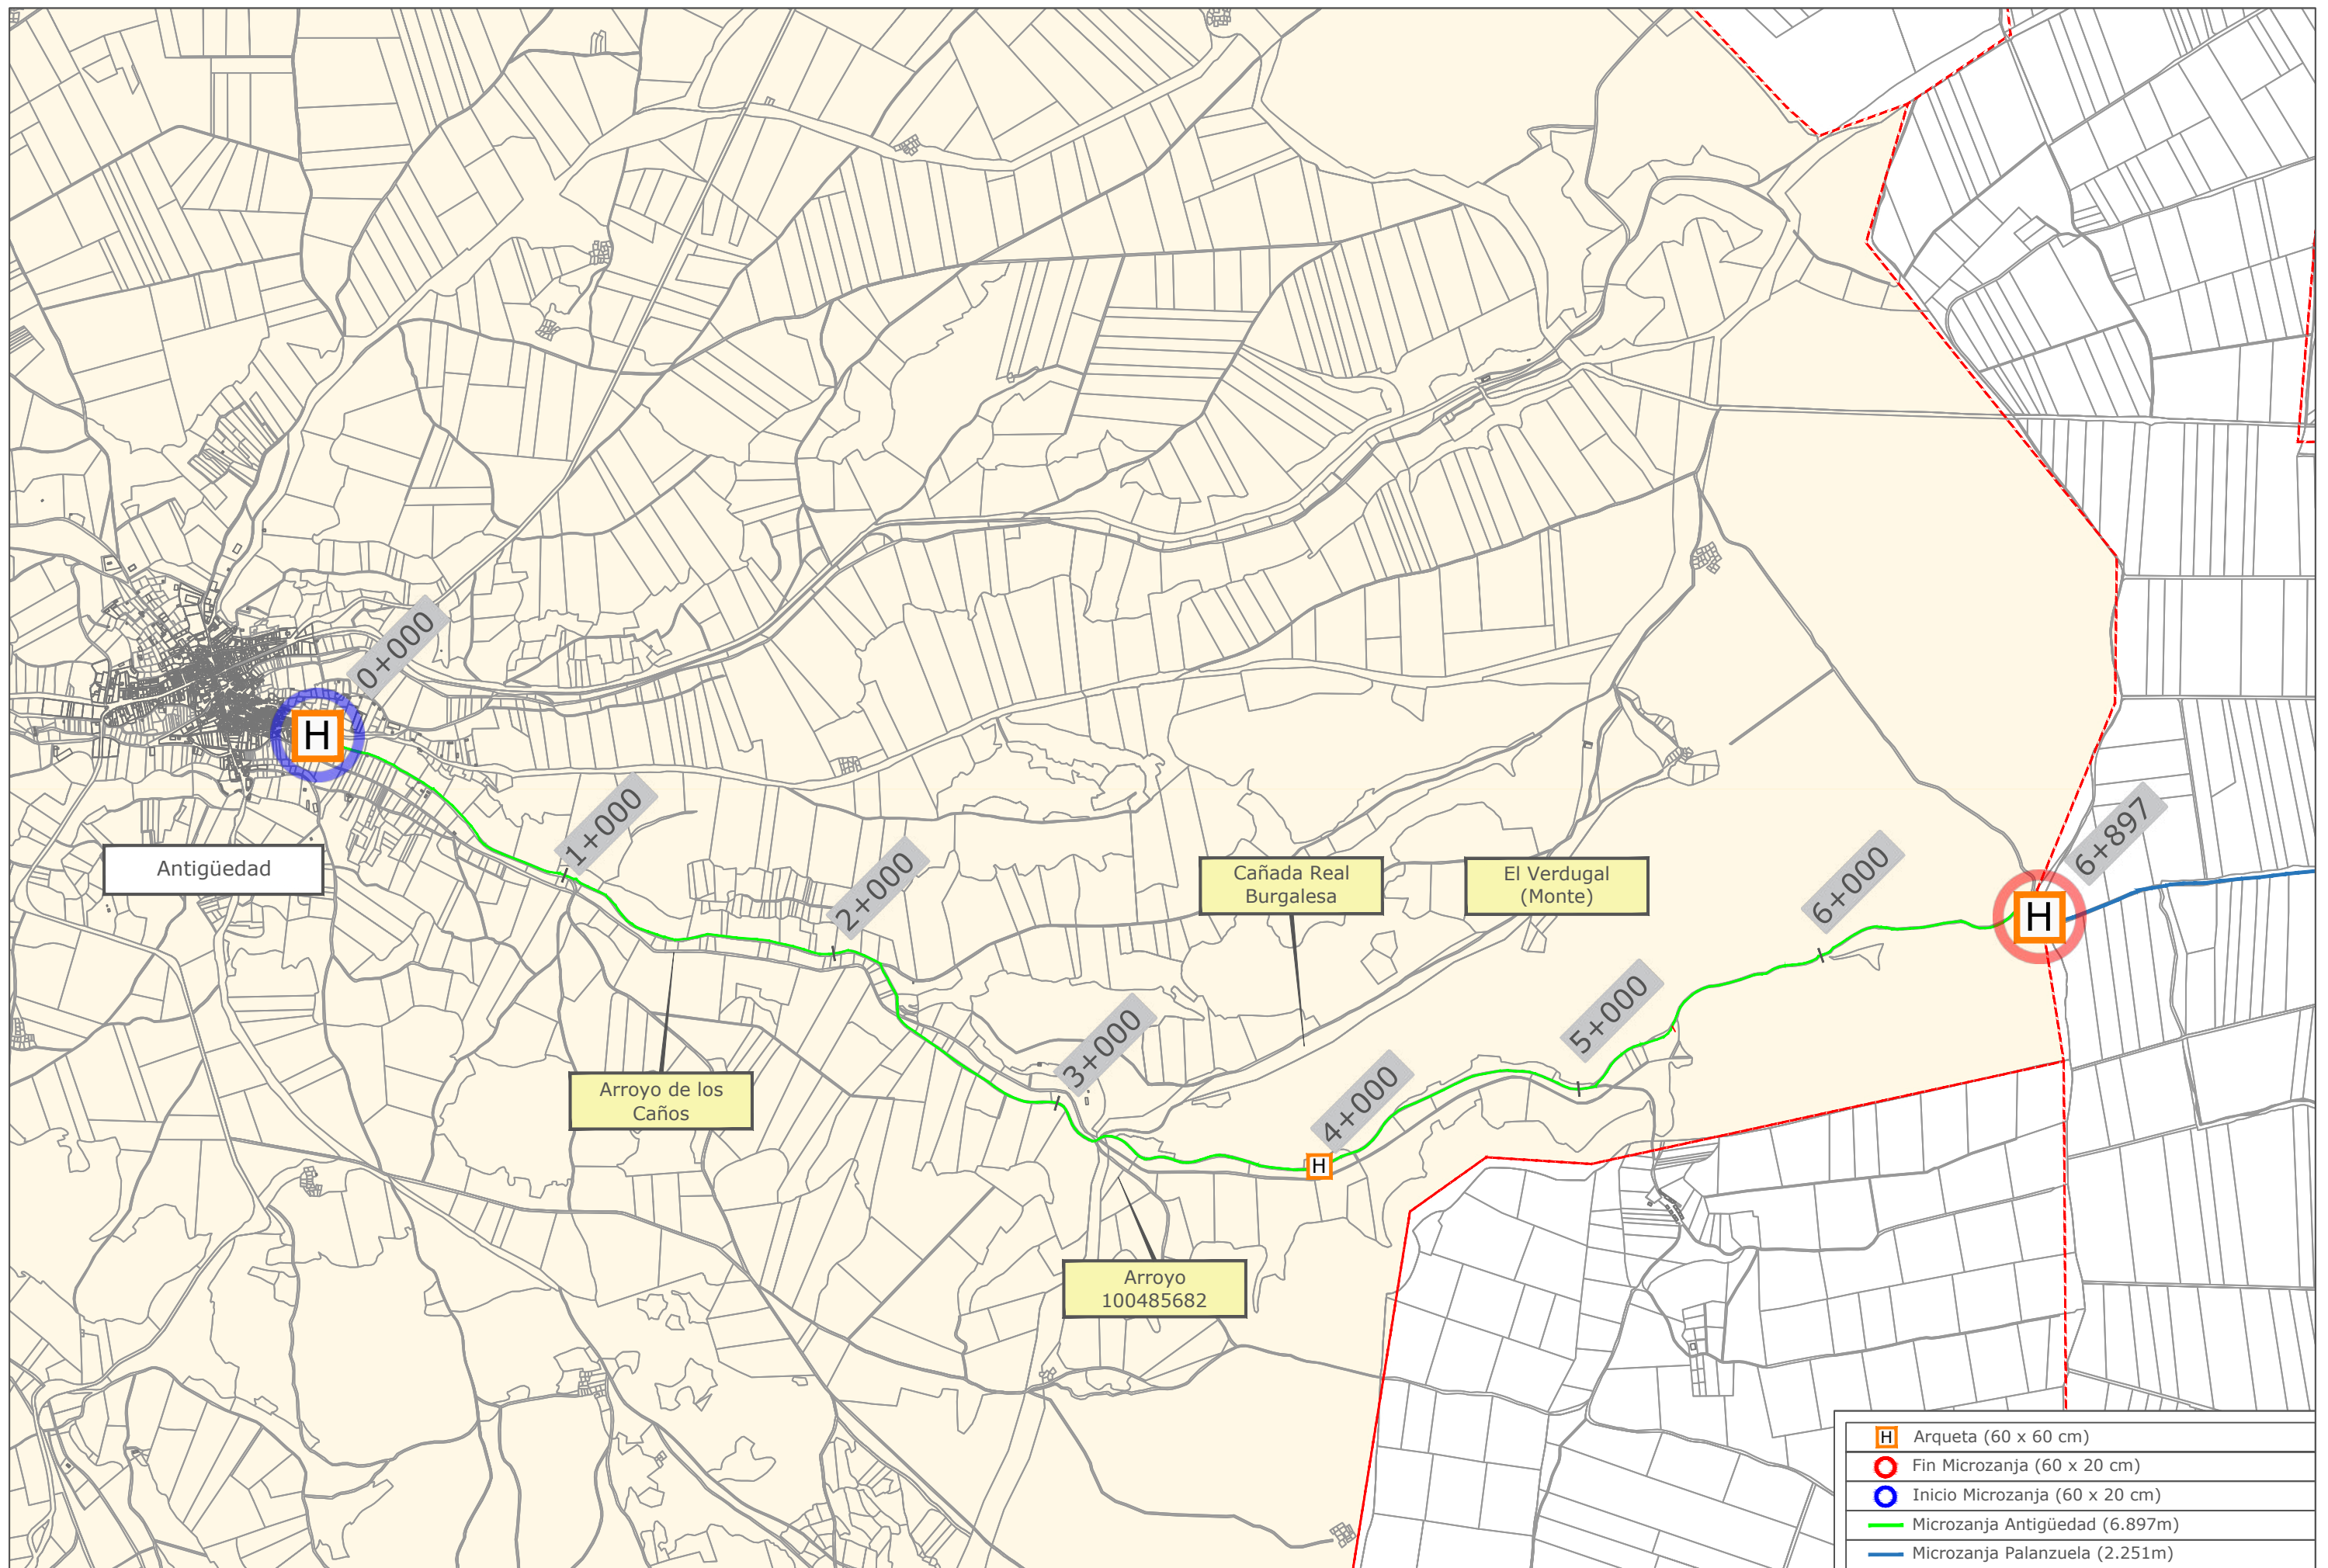 0+000
H
1+000
Antigüedad
2+000
Cañada Real
Burgalesa
El Verdugal
(Monte)
6+000
6+897
H
5+000
3+000
Arroyo de los
Caños
4+000
H
Arroyo
100485682
H Arqueta (60 x 60 cm)
Fin Microzanja (60 x 20 cm)
Inicio Microzanja (60 x 20 cm)
Microzanja Antigüedad (6.897m)
Microzanja Palanzuela (2.251m)